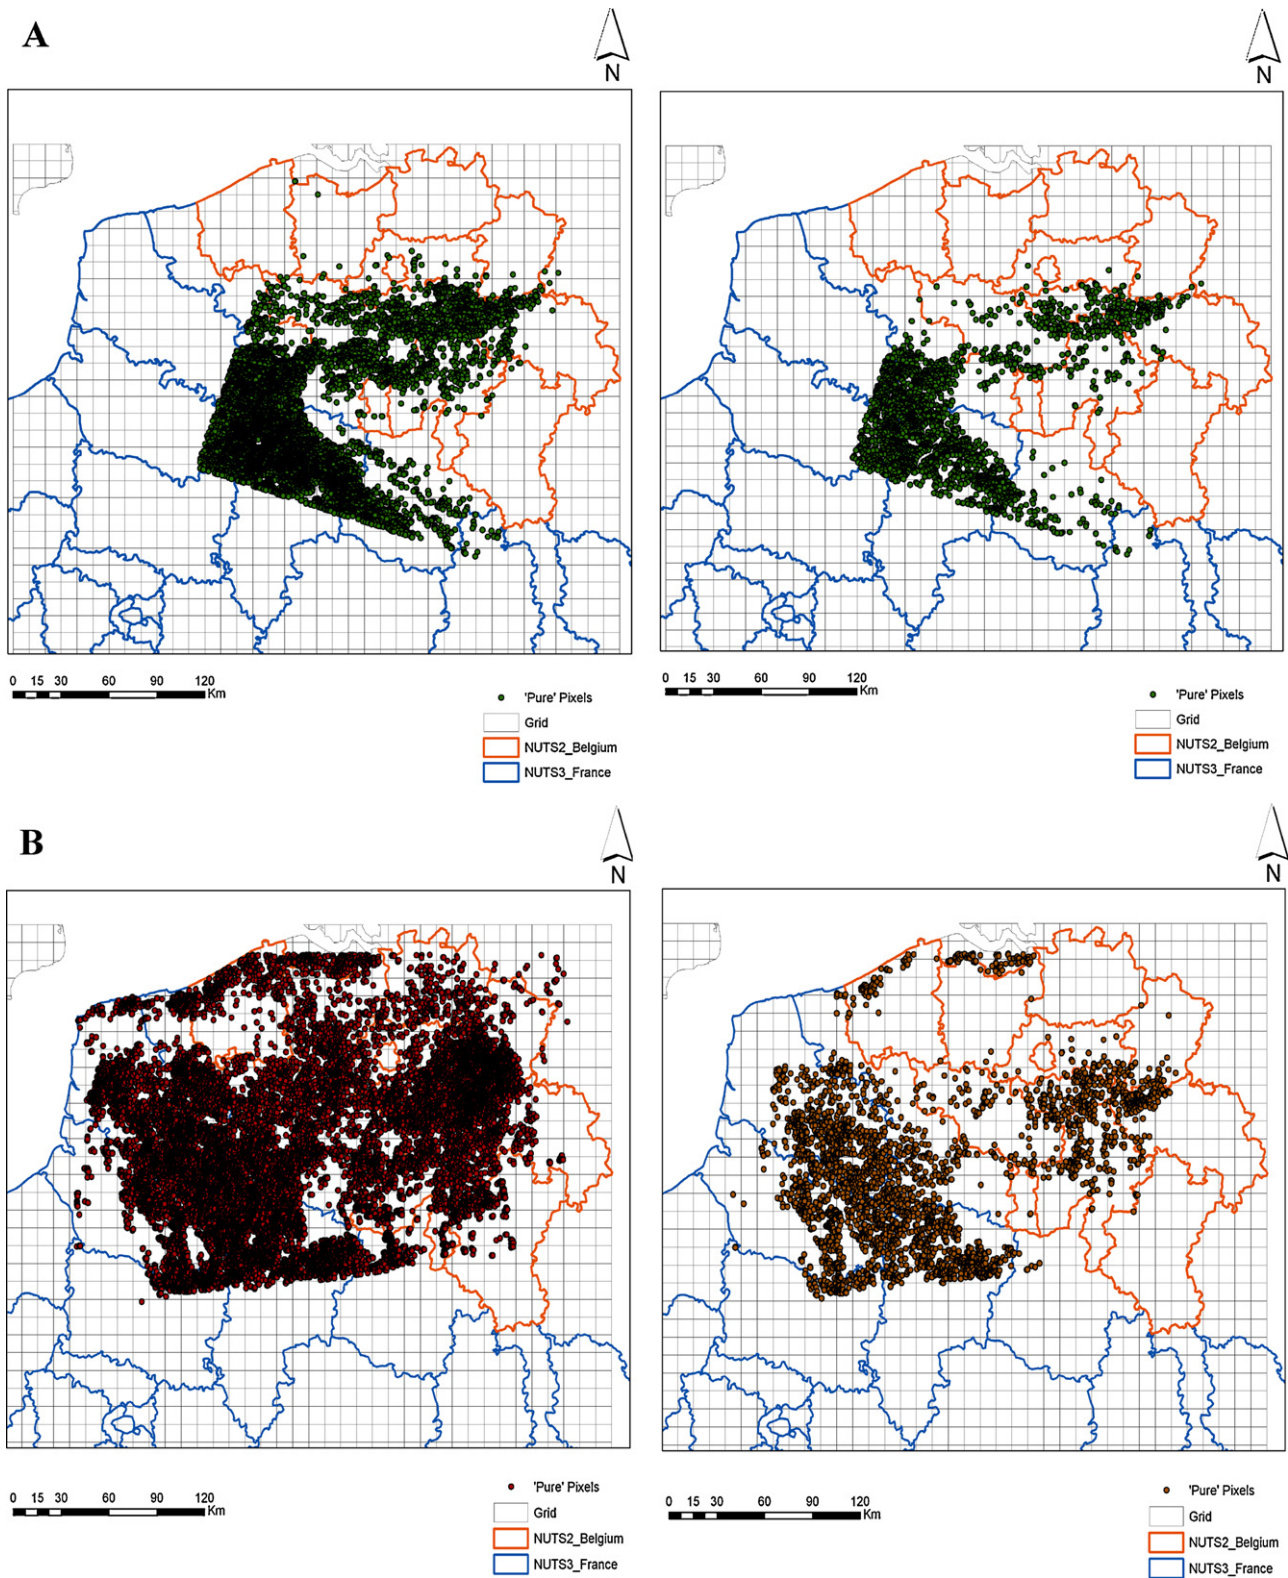 A
N
N
0 15 30 60 90 120
Km
'Pure' Pixels
Grid
NUTS2_Belgium
NUTS3_France
0 15 30 60 90 120
Km
'Pure' Pixels
Grid
NUTS2_Belgium
NUTS3_France
B
N
N
0 15 30 60 90 120
Km
'Pure' Pixels
Grid
NUTS2_Belgium
NUTS3_France
0 15 30 60 90 120
Km
'Pure' Pixels
Grid
NUTS2_Belgium
NUTS3_France